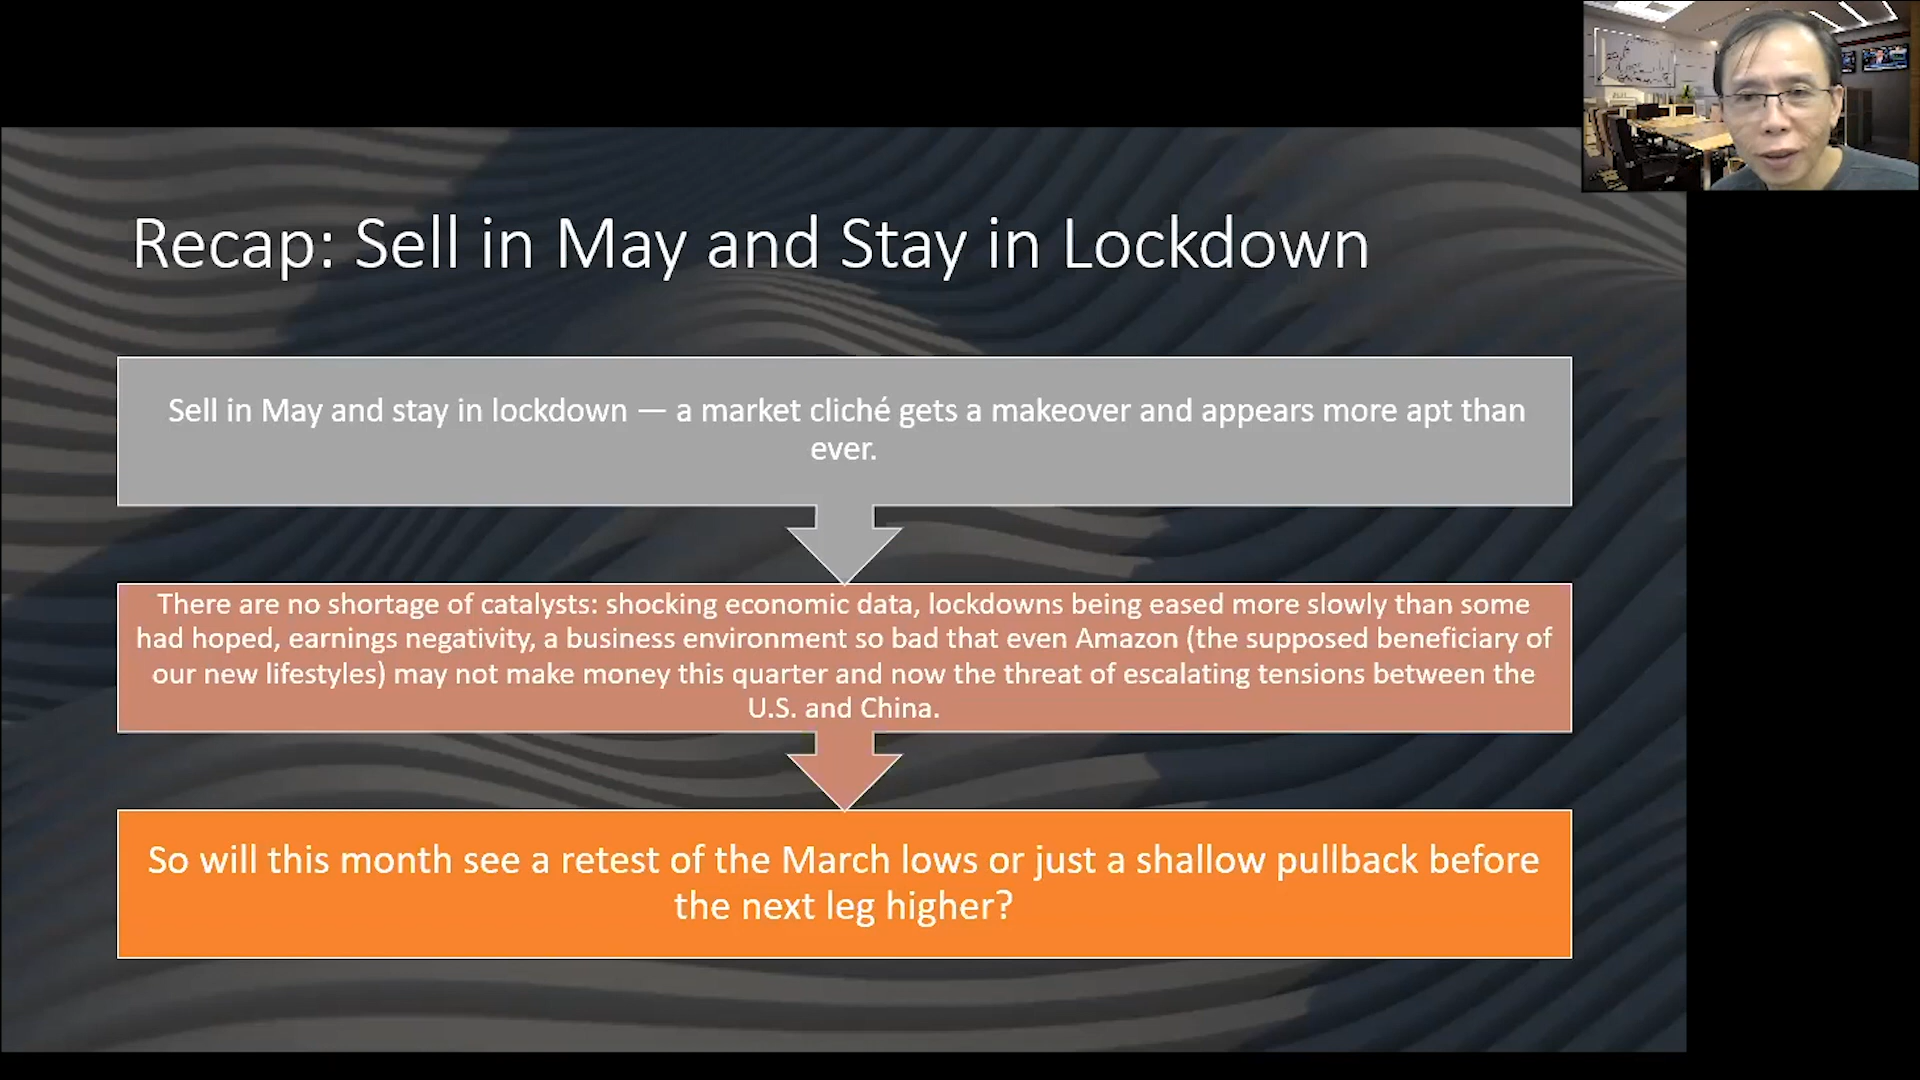 Recap: Sell in May and Stay in Lockdown
Sell in May and stay in lockdown — a market cliché gets a makeover and appears more apt than
ever.
There are no shortage of catalysts: shocking economic data, lockdowns being eased more slowly than some
had hoped, earnings negativity, a business environment so bad that even Amazon (the supposed beneficiary of
our new lifestyles) may not make money this quarter and now the threat of escalating tensions between the
U.S. and China.
So will this month see a retest of the March lows or just a shallow pullback before
the next leg higher?